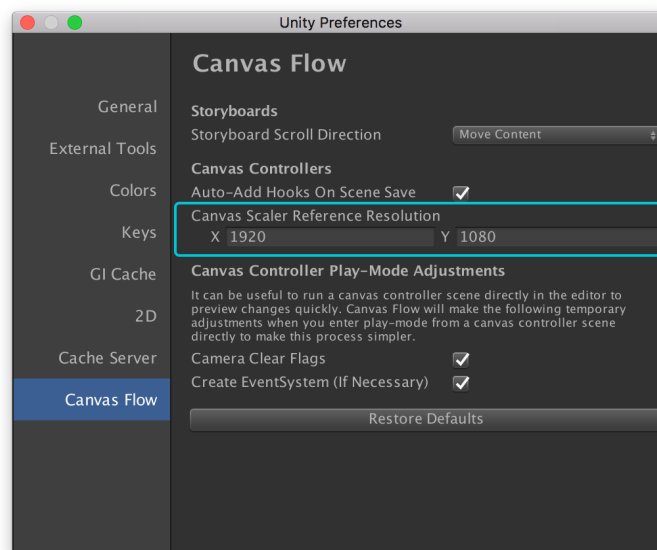 Unity Preferences
Canvas Flow
General
External Tools
Colors
Keys
GI Cache
2D
Cache Server
Canvas Flow
Storyboards
Storyboard Scroll Direction Move Content
Canvas Controllers
Auto-Add Hooks On Scene Save
Canvas Scaler Reference Resolution
X 1920 Y 1080
Canvas Controller Play-Mode Adjustments
It can be useful to run a canvas controller scene directly in the editor to
preview changes quickly. Canvas Flow will make the following temporary
adjustments when you enter play-mode from a canvas controller scene
directly to make this process simpler.
Camera Clear Flags
Create EventSystem (If Necessary)
Restore Defaults